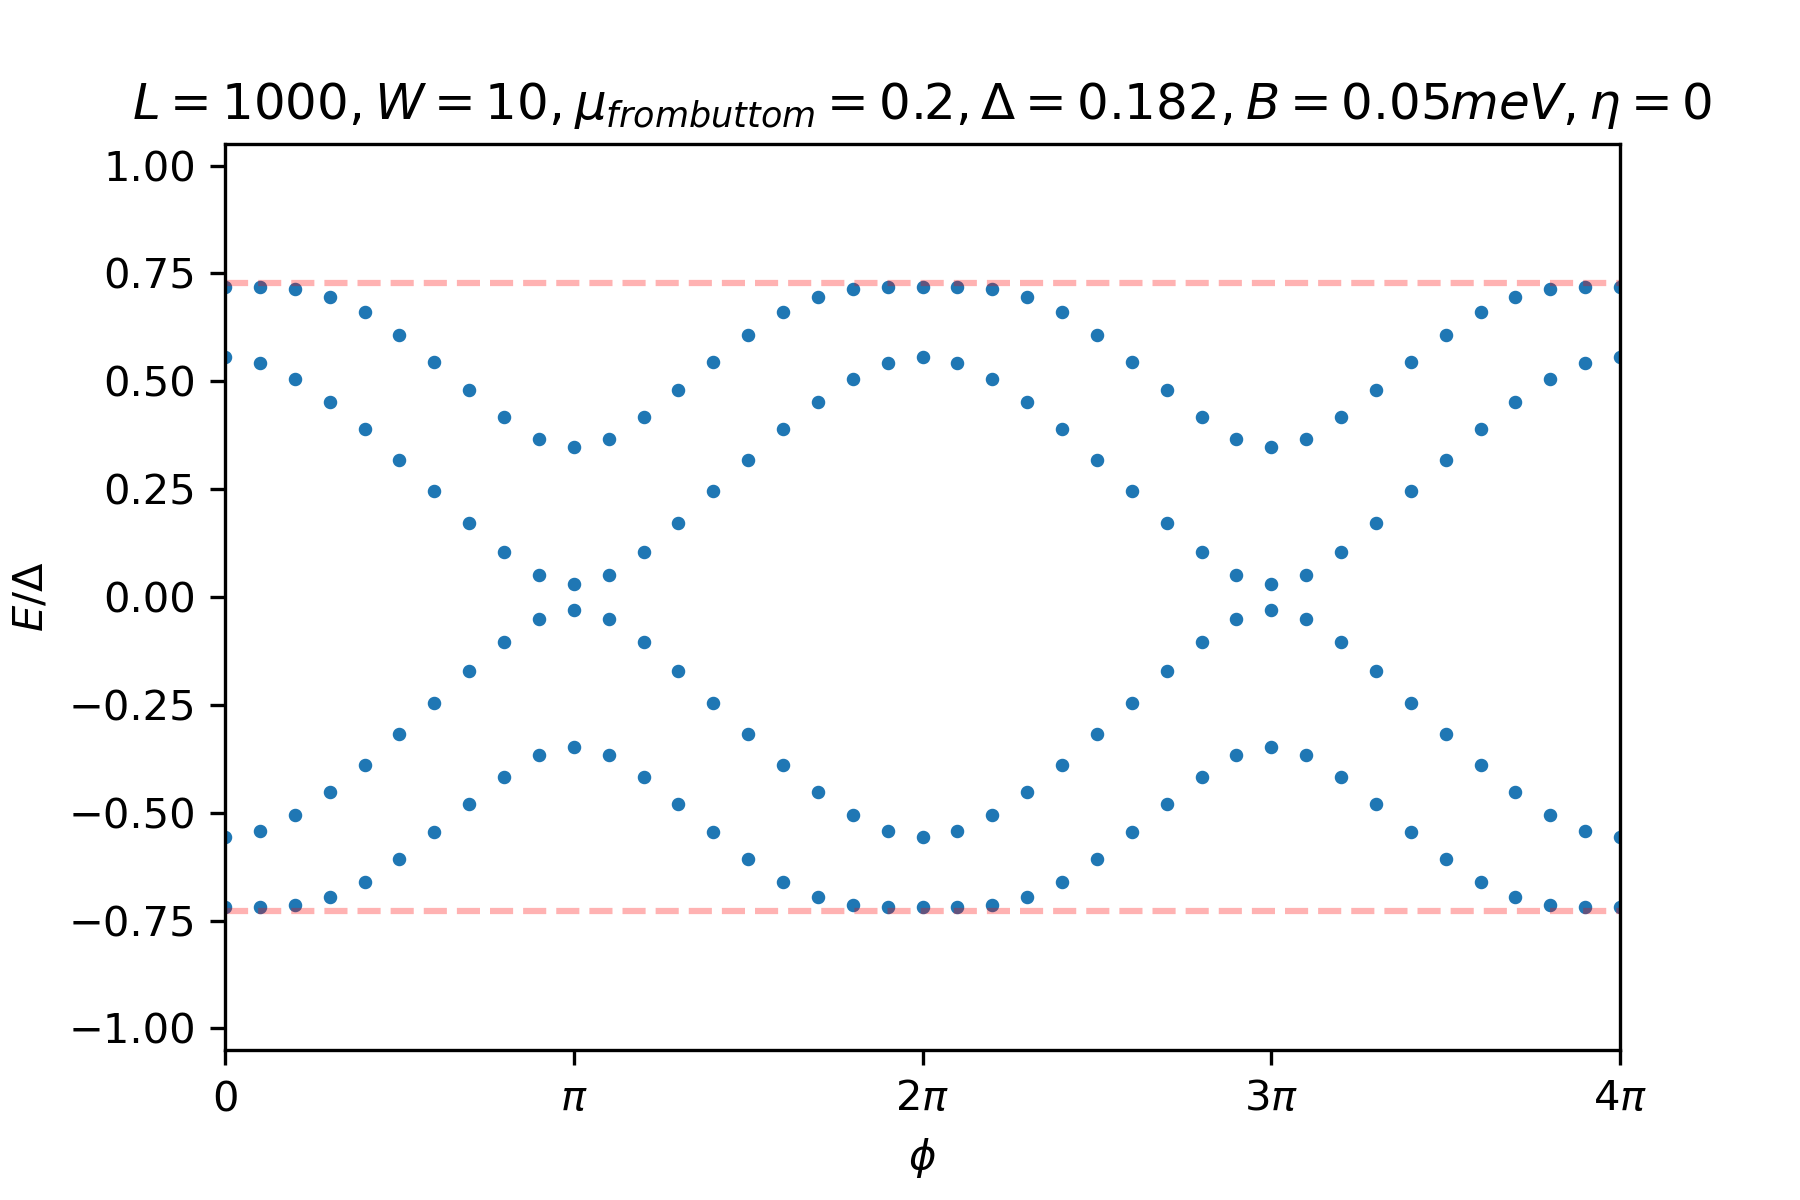 L = 1000, W = 10, μfrombuttom = 0.2, Δ = 0.182, B = 0.05meV, η = 0
1.00
0.75
0.50
0.25
0.00
−0.25
−0.50
−0.75
−1.00
E/Δ
0 π 2π 3π 4π
ϕ